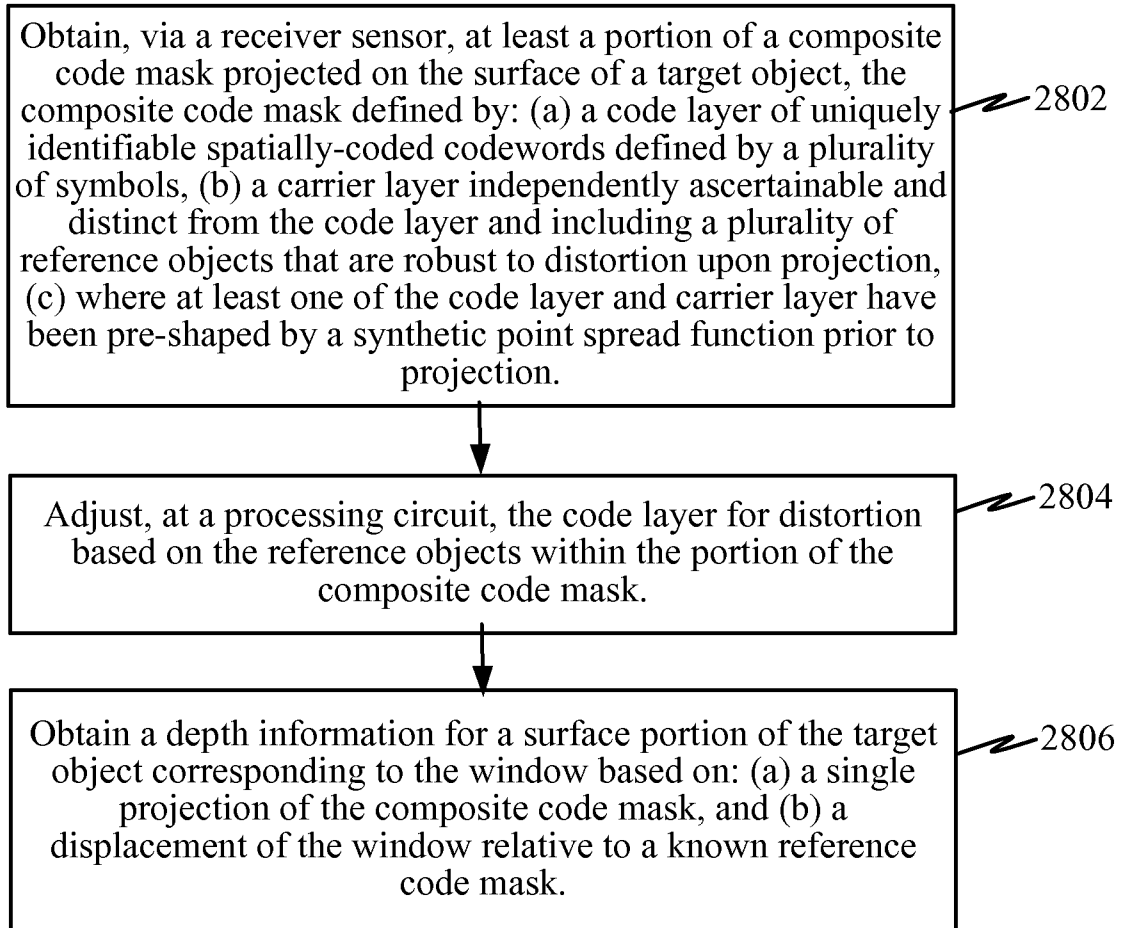 Obtain, via a receiver sensor, at least a portion of a composite
code mask projected on the surface of a target object, the
composite code mask defined by: (a) a code layer of uniquely
identifiable spatially-coded codewords defined by a plurality
of symbols, (b) a carrier layer independently ascertainable and
distinct from the code layer and including a plurality of
reference objects that are robust to distortion upon projection,
(c) where at least one of the code layer and carrier layer have
been pre-shaped by a synthetic point spread function prior to
projection.
2802
Adjust, at a processing circuit, the code layer for distortion
based on the reference objects within the portion of the
composite code mask.
2804
Obtain a depth information for a surface portion of the target
object corresponding to the window based on: (a) a single
projection of the composite code mask, and (b) a
displacement of the window relative to a known reference
code mask.
2806